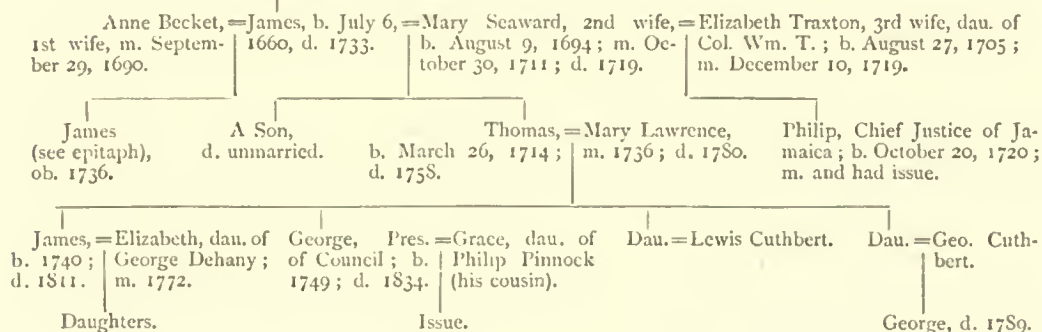 Anne Becket,=James, b. July 6,=Mary Seaward, 2nd wife,=Elizabeth Traxton, 3rd wife, dau. of
1st wife, m. Septem- 1660, d. 1733. b. August 9, 1694; m. Oc- Col. Wm. T.; b. August 27, 1705;
ber 29, 1690. tober 30, 1711; d. 1719. m. December 10, 1719.
James A Son, Thomas,=Mary Lawrence, Philip, Chief Justice of Ja-
(see epitaph), d. unmarried. b. March 26, 1714; m. 1736; d. 1780. maica; b. October 20, 1720;
ob. 1736. d. 1758. m. and had issue.
James,=Elizabeth, dau. of George, Pres.=Grace, dau. of Dau.=Lewis Cuthbert. Dau.=Geo. Cuth-
b. 1740; George Dehany; of Council; b. Philip Pinnock bert.
d. 1811. m. 1772. 1749; d. 1834. (his cousin).
Daughters. Issue. George, d. 1789.